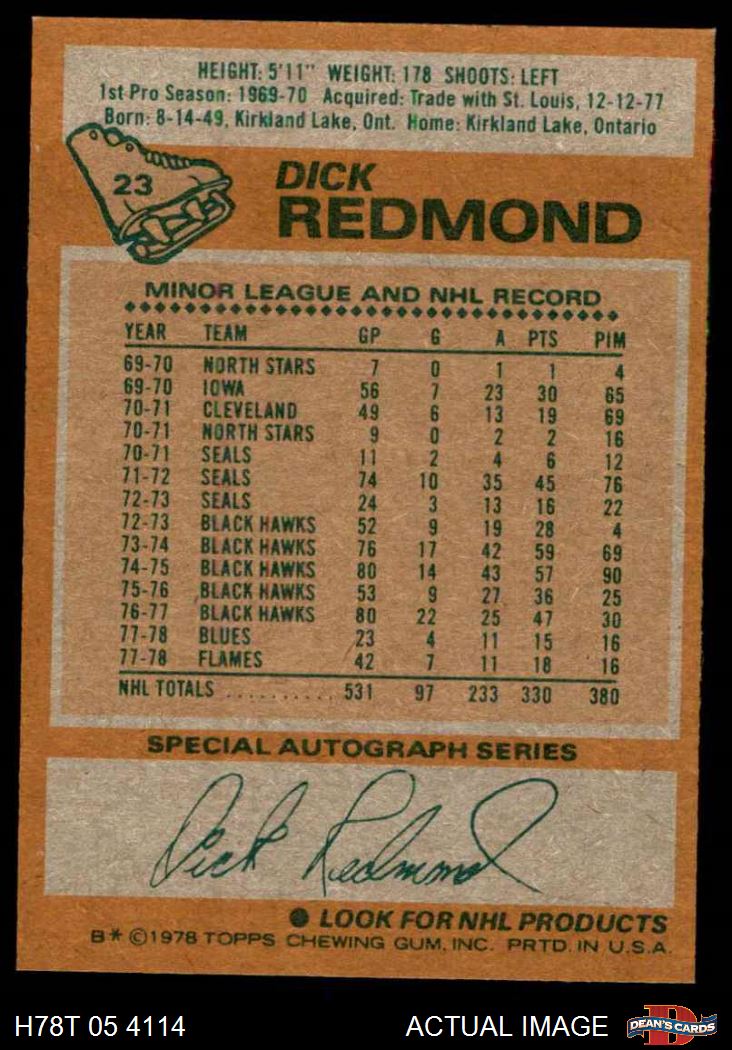 HEIGHT: 5'11" WEIGHT: 178 SHOOTS: LEFT
1st Pro Season: 1969-70 Acquired: Trade with St. Louis, 12-12-77
Born: 8-14-49, Kirkland Lake, Ont. Home: Kirkland Lake, Ontario
23
DICK
REDMOND
MINOR LEAGUE AND NHL RECORD
YEAR TEAM GP G A PTS PIM
69-70 NORTH STARS 7 0 1 1 4
69-70 IOWA 56 7 23 30 65
70-71 CLEVELAND 49 6 13 19 69
70-71 NORTH STARS 9 0 2 2 16
70-71 SEALS 11 2 4 6 12
71-72 SEALS 74 10 35 45 76
72-73 SEALS 24 3 13 16 22
72-73 BLACK HAWKS 52 9 19 28 4
73-74 BLACK HAWKS 76 17 42 59 69
74-75 BLACK HAWKS 80 14 43 57 90
75-76 BLACK HAWKS 53 9 27 36 25
76-77 BLACK HAWKS 80 22 25 47 30
77-78 BLUES 23 4 11 15 16
77-78 FLAMES 42 7 11 18 16
NHL TOTALS .......... 531 97 233 330 380
SPECIAL AUTOGRAPH SERIES
Dick Redmond
● LOOK FOR NHL PRODUCTS
B* ©1978 TOPPS CHEWING GUM, INC. PRTD. IN U.S.A.
H78T 05 4114 ACTUAL IMAGE D DEAN'S CARDS